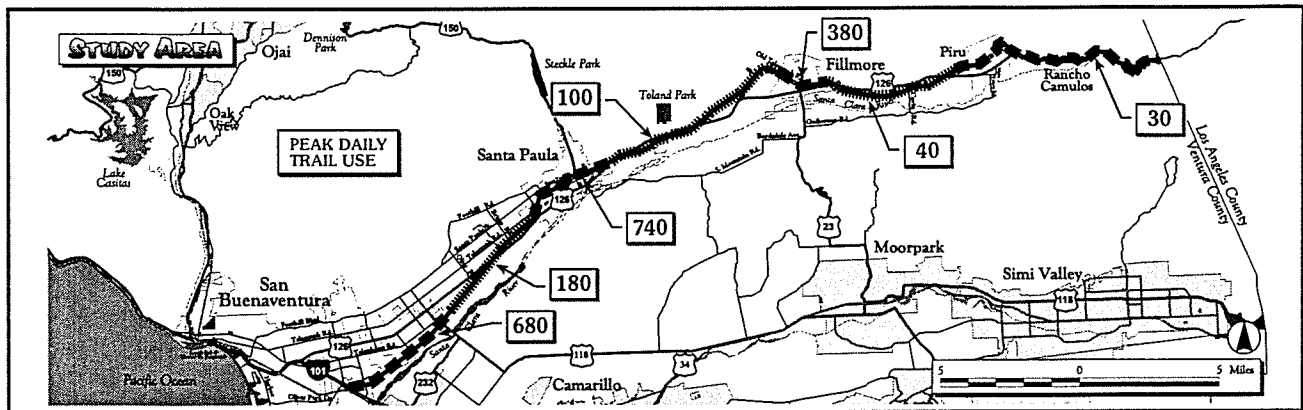 STUDY AREA
150
Ojai
Dennison
Park
150
Oak
View
Lake
Casitas
PEAK DAILY
TRAIL USE
Steckle Park
100
Toland Park
Santa Paula
126
740
380
Fillmore
126
Piru
Rancho
Camulos
30
40
Los Angeles County
Ventura County
23
Moorpark
Simi Valley
118
San
Buenaventura
180
680
126
101
Pacific Ocean
232
118
34
Camarillo
5
0
5
Miles